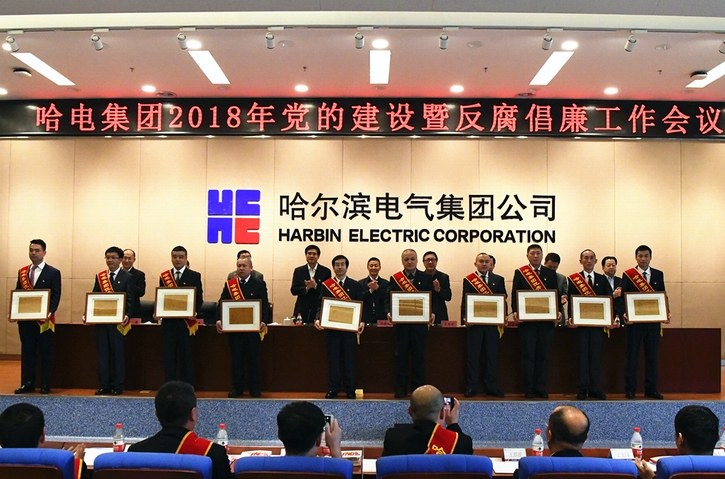 哈电集团2018年党的建设暨反腐倡廉工作会议
哈尔滨电气集团公司
HARBIN ELECTRIC CORPORATION